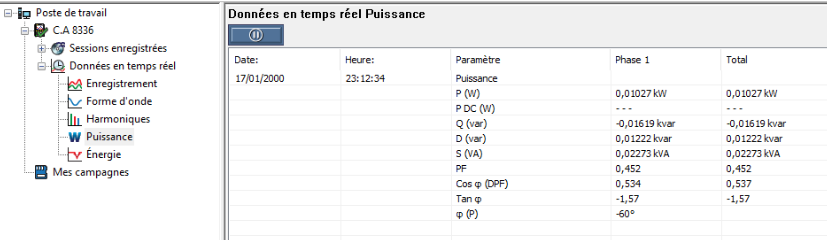 Poste de travail
C.A 8336
Sessions enregistrées
Données en temps réel
Enregistrement
Forme d'onde
Harmoniques
W Puissance
Énergie
Mes campagnes
Données en temps réel Puissance
Date: Heure: Paramètre Phase 1 Total
17/01/2000 23:12:34 Puissance
P (W) 0,01027 kW 0,01027 kW
P DC (W) - - - - - -
Q (var) -0,01619 kvar -0,01619 kvar
D (var) 0,01222 kvar 0,01222 kvar
S (VA) 0,02273 kVA 0,02273 kVA
PF 0,452 0,452
Cos φ (DPF) 0,534 0,537
Tan φ -1,57 -1,57
φ (P) -60°